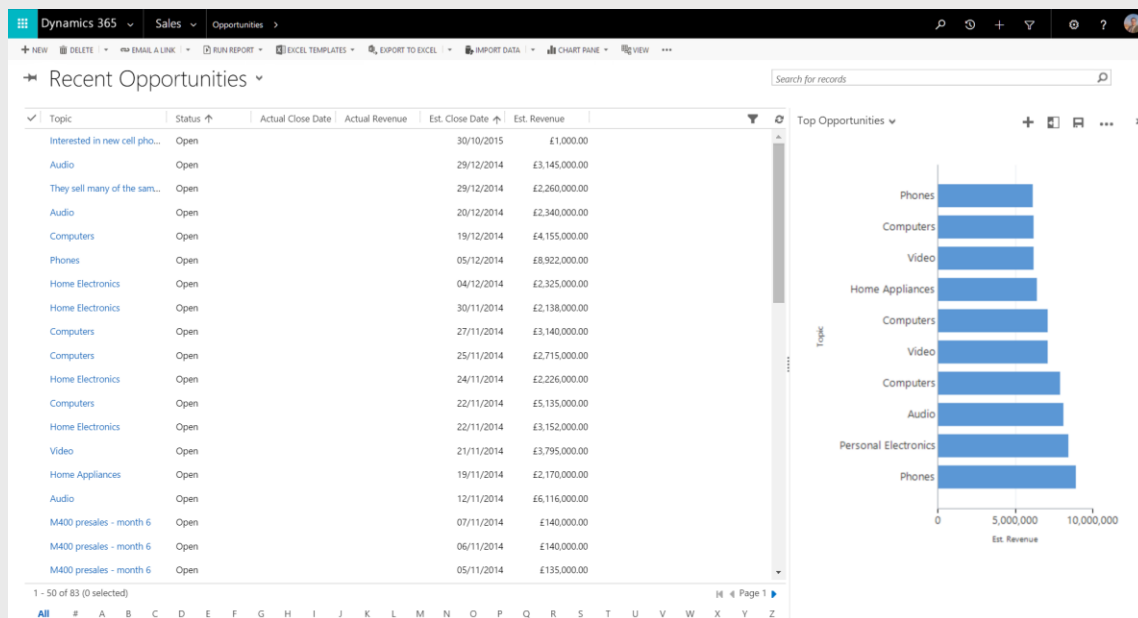 Dynamics 365 Sales Opportunities
NEW DELETE EMAIL A LINK RUN REPORT EXCEL TEMPLATES EXPORT TO EXCEL IMPORT DATA CHART PANE VIEW
Recent Opportunities
Search for records
Topic Status Actual Close Date Actual Revenue Est. Close Date Est. Revenue
Interested in new cell pho... Open 30/10/2015 £1,000.00
Audio Open 29/12/2014 £3,145,000.00
They sell many of the sam... Open 29/12/2014 £2,260,000.00
Audio Open 20/12/2014 £2,340,000.00
Computers Open 19/12/2014 £4,155,000.00
Phones Open 05/12/2014 £8,922,000.00
Home Electronics Open 04/12/2014 £2,325,000.00
Home Electronics Open 30/11/2014 £2,138,000.00
Computers Open 27/11/2014 £3,140,000.00
Computers Open 25/11/2014 £2,715,000.00
Home Electronics Open 24/11/2014 £2,226,000.00
Computers Open 22/11/2014 £5,135,000.00
Home Electronics Open 22/11/2014 £3,152,000.00
Video Open 21/11/2014 £3,795,000.00
Home Appliances Open 19/11/2014 £2,170,000.00
Audio Open 12/11/2014 £6,116,000.00
M400 presales - month 6 Open 07/11/2014 £140,000.00
M400 presales - month 6 Open 06/11/2014 £140,000.00
M400 presales - month 6 Open 05/11/2014 £135,000.00
1 - 50 of 83 (0 selected) Page 1
All # A B C D E F G H I J K L M N O P Q R S T U V W X Y Z
Top Opportunities
Phones
Computers
Video
Home Appliances
Computers
Video
Computers
Audio
Personal Electronics
Phones
Topic
0 5,000,000 10,000,000
Est. Revenue